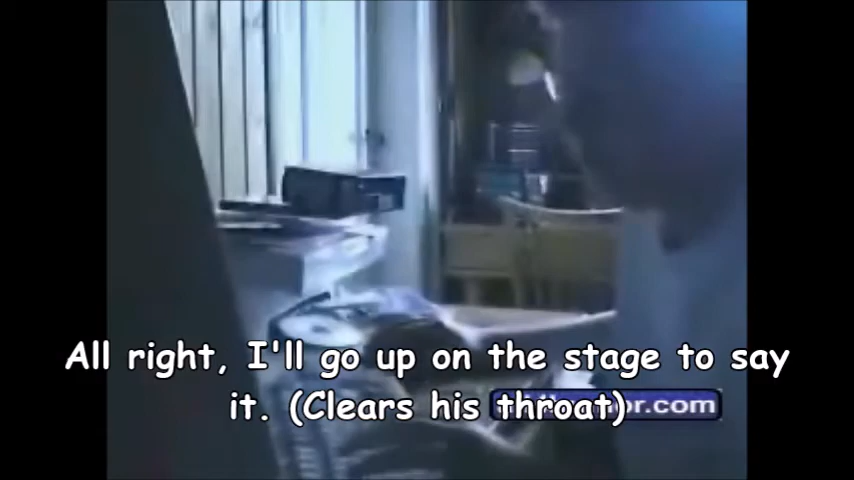 All right, I'll go up on the stage to say
it. (Clears his throat)